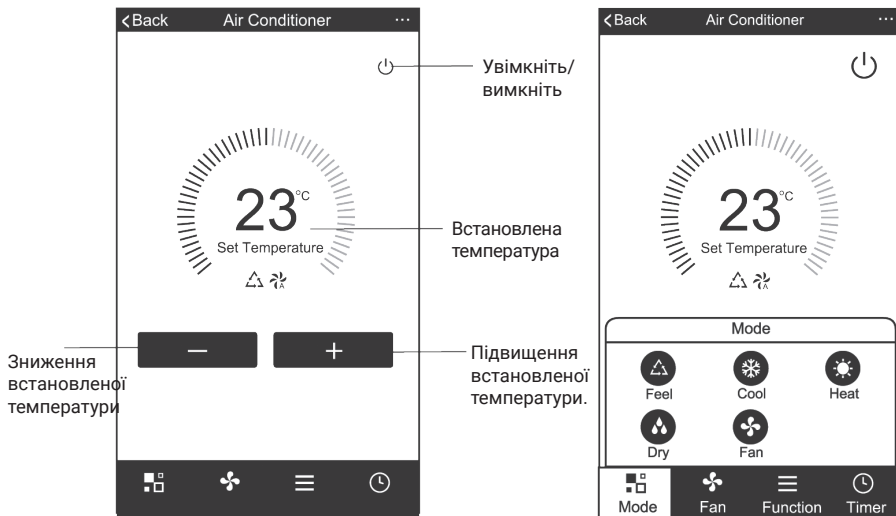 Back Air Conditioner ...
Увімкніть/
вимкніть
23°C
Set Temperature
A
Встановлена
температура
− +
Зниження
встановленої
температури
Підвищення
встановленої
температури.
Back Air Conditioner ...
23°C
Set Temperature
A
Mode
Feel Cool Heat
Dry Fan
Mode Fan Function Timer